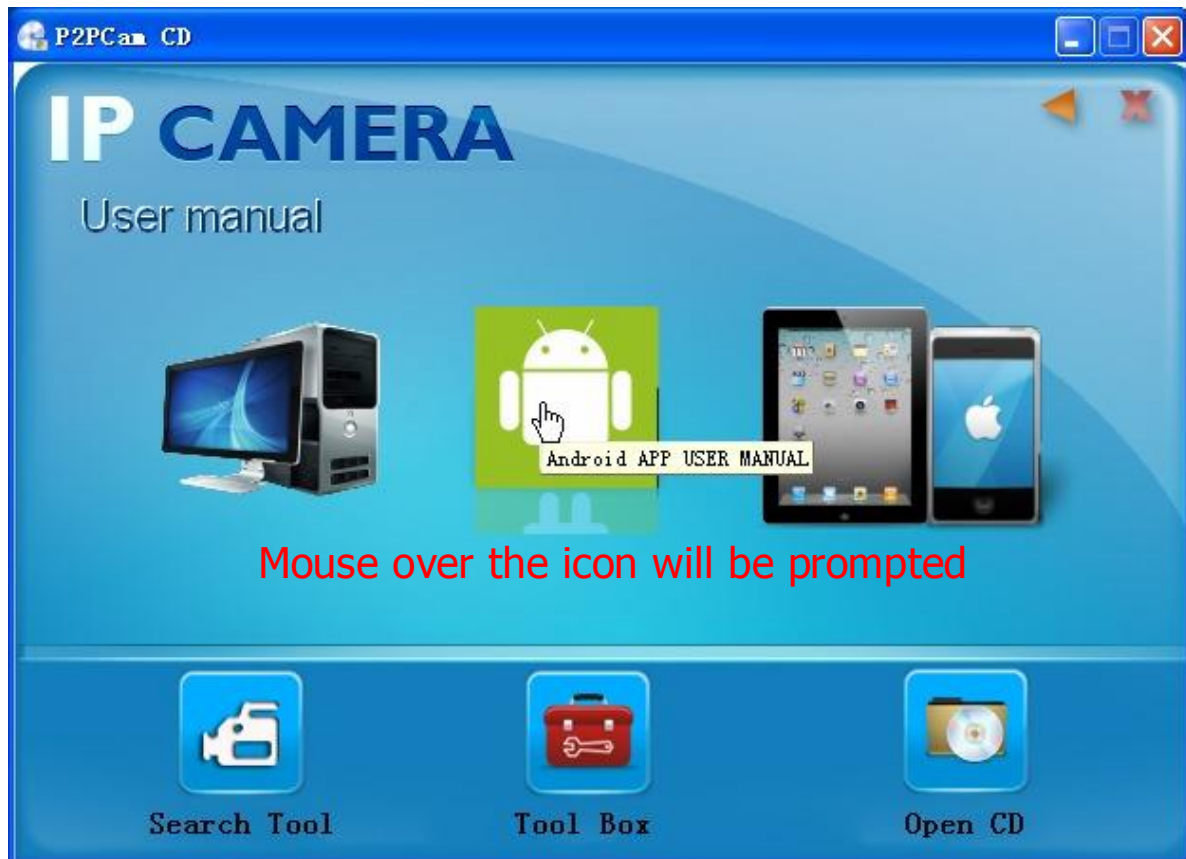 P2PCam CD
IP CAMERA
User manual
Android APP USER MANUAL
Mouse over the icon will be prompted
Search Tool
Tool Box
Open CD